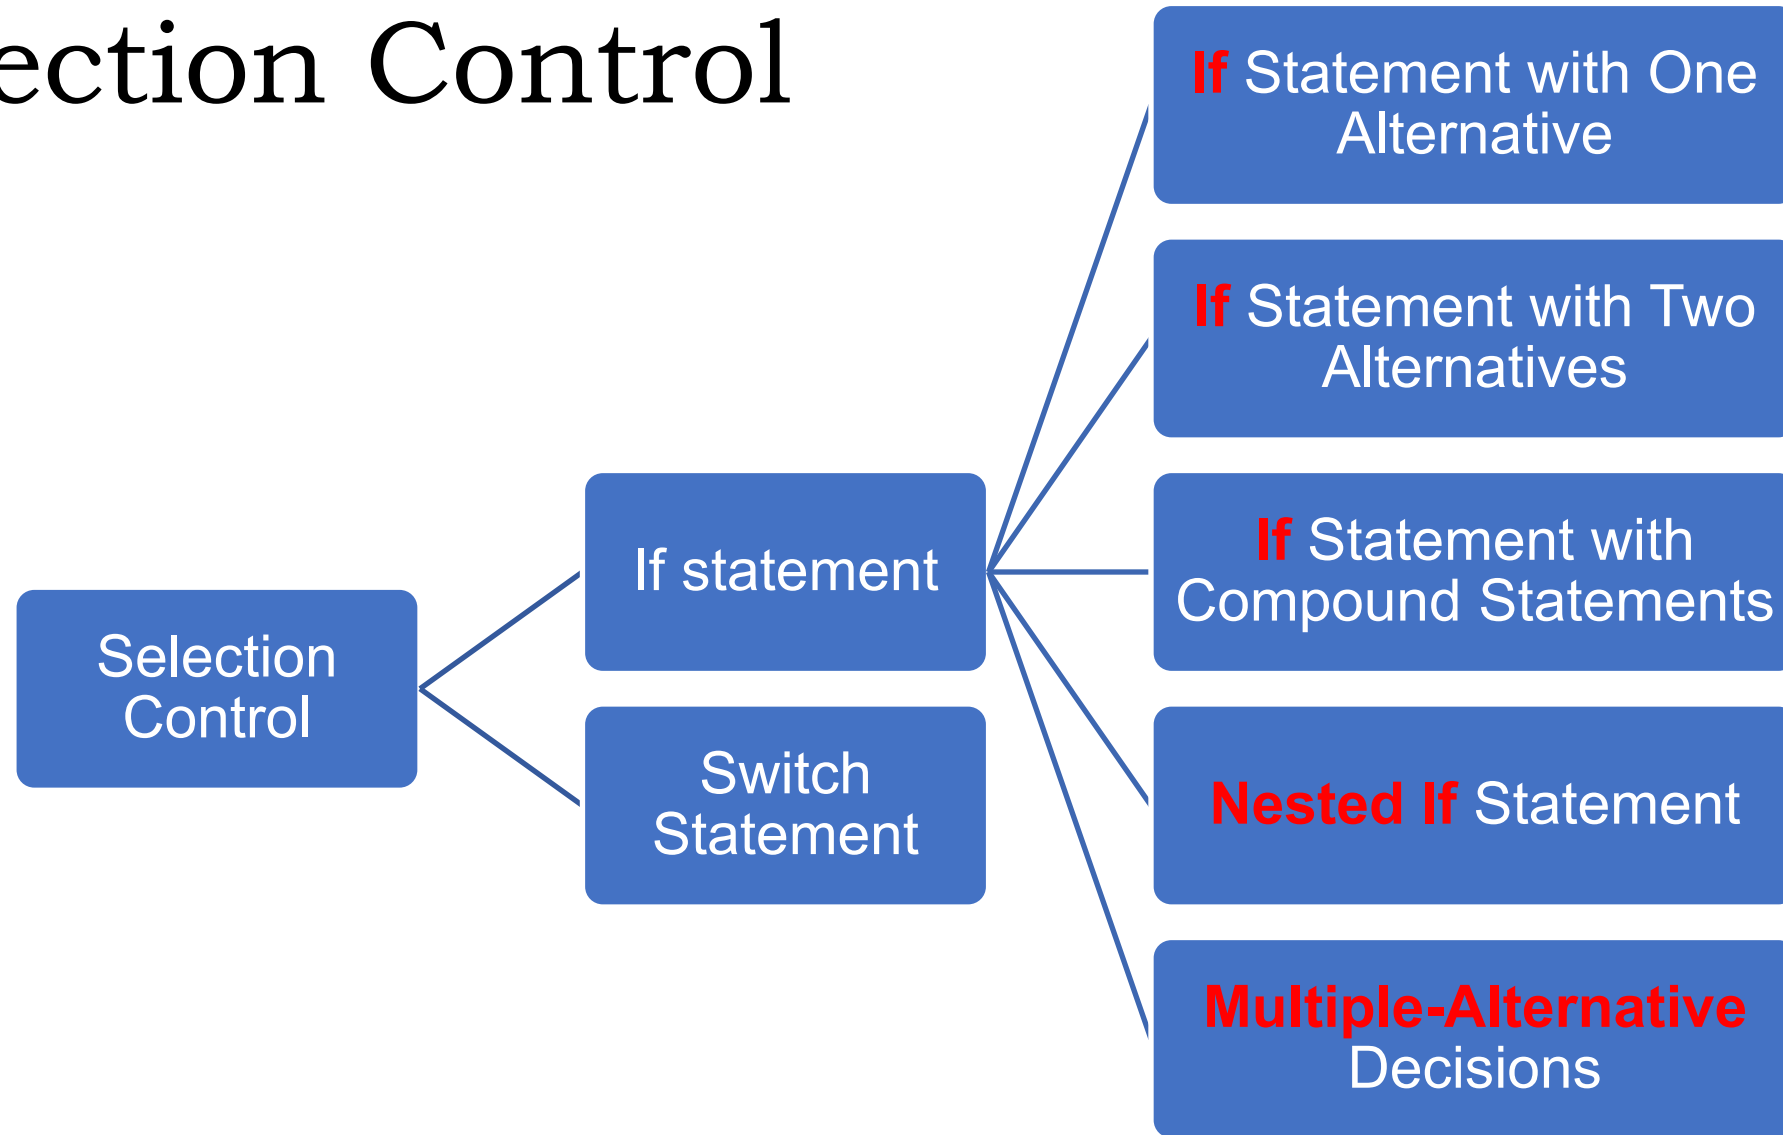 ection Control
If Statement with One
Alternative
If Statement with Two
Alternatives
If statement
If Statement with
Compound Statements
Selection
Control
Switch
Statement
Nested If Statement
Multiple-Alternative
Decisions